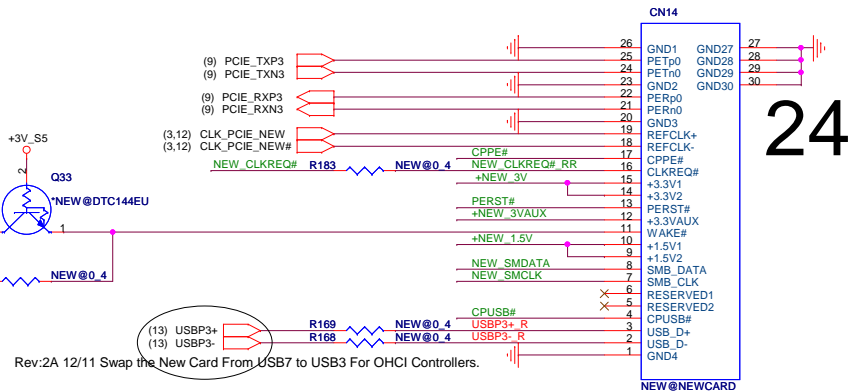 CN14
26 GND1 GND27 27
(9) PCIE_TXP3 25 PETp0 GND28 28
(9) PCIE_TXN3 24 PETn0 GND29 29
23 GND2 GND30 30
(9) PCIE_RXP3 22 PERp0
(9) PCIE_RXN3 21 PERn0
20 GND3
(3,12) CLK_PCIE_NEW 19 REFCLK+
(3,12) CLK_PCIE_NEW# 18 REFCLK-
24
+3V_S5
CPPE# 17 CPPE#
NEW_CLKREQ# R183 NEW@0_4 NEW_CLKREQ#_RR 16 CLKREQ#
+NEW_3V 15 +3.3V1
14 +3.3V2
2
Q33
*NEW@DTC144EU
PERST# 13 PERST#
+NEW_3VAUX 12 +3.3VAUX
1 11 WAKE#
+NEW_1.5V 10 +1.5V1
9 +1.5V2
NEW_SMDATA 8 SMB_DATA
NEW@0_4 NEW_SMCLK 7 SMB_CLK
6 RESERVED1
5 RESERVED2
CPUSB# 4 CPUSB#
(13) USBP3+ R169 NEW@0_4 USBP3+_R 3 USB_D+
(13) USBP3- R168 NEW@0_4 USBP3-_R 2 USB_D-
1 GND4
Rev:2A 12/11 Swap the New Card From USB7 to USB3 For OHCI Controllers.
NEW@NEWCARD